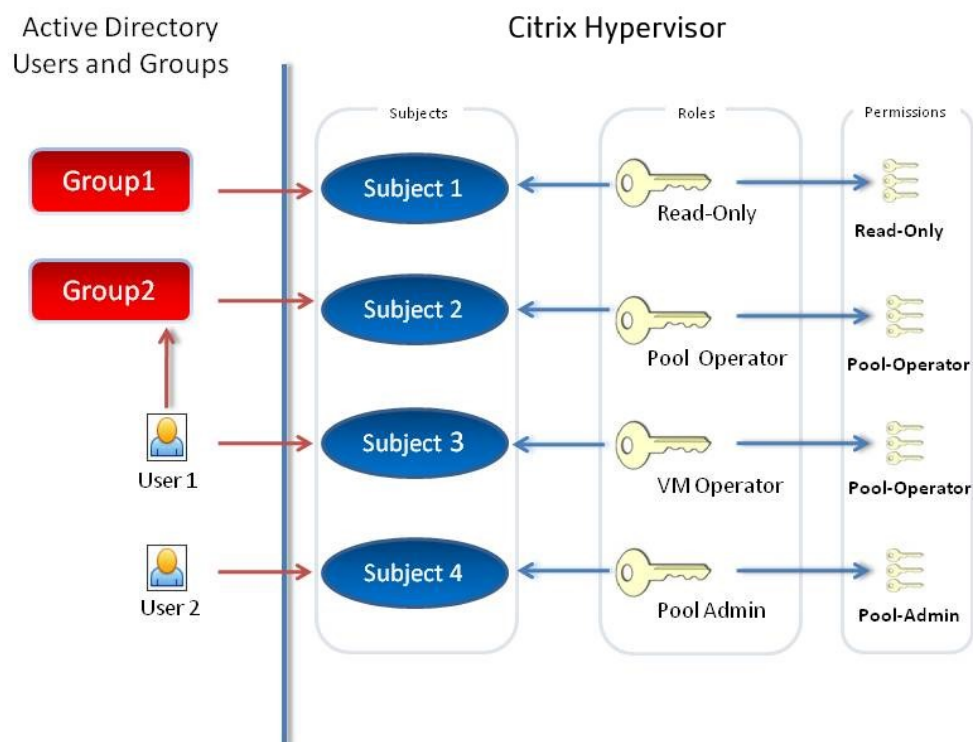 Active Directory
Users and Groups
Citrix Hypervisor
Subjects
Roles
Permissions
Group1
Subject 1
Read-Only
Read-Only
Group2
Subject 2
Pool Operator
Pool-Operator
User 1
Subject 3
VM Operator
Pool-Operator
User 2
Subject 4
Pool Admin
Pool-Admin